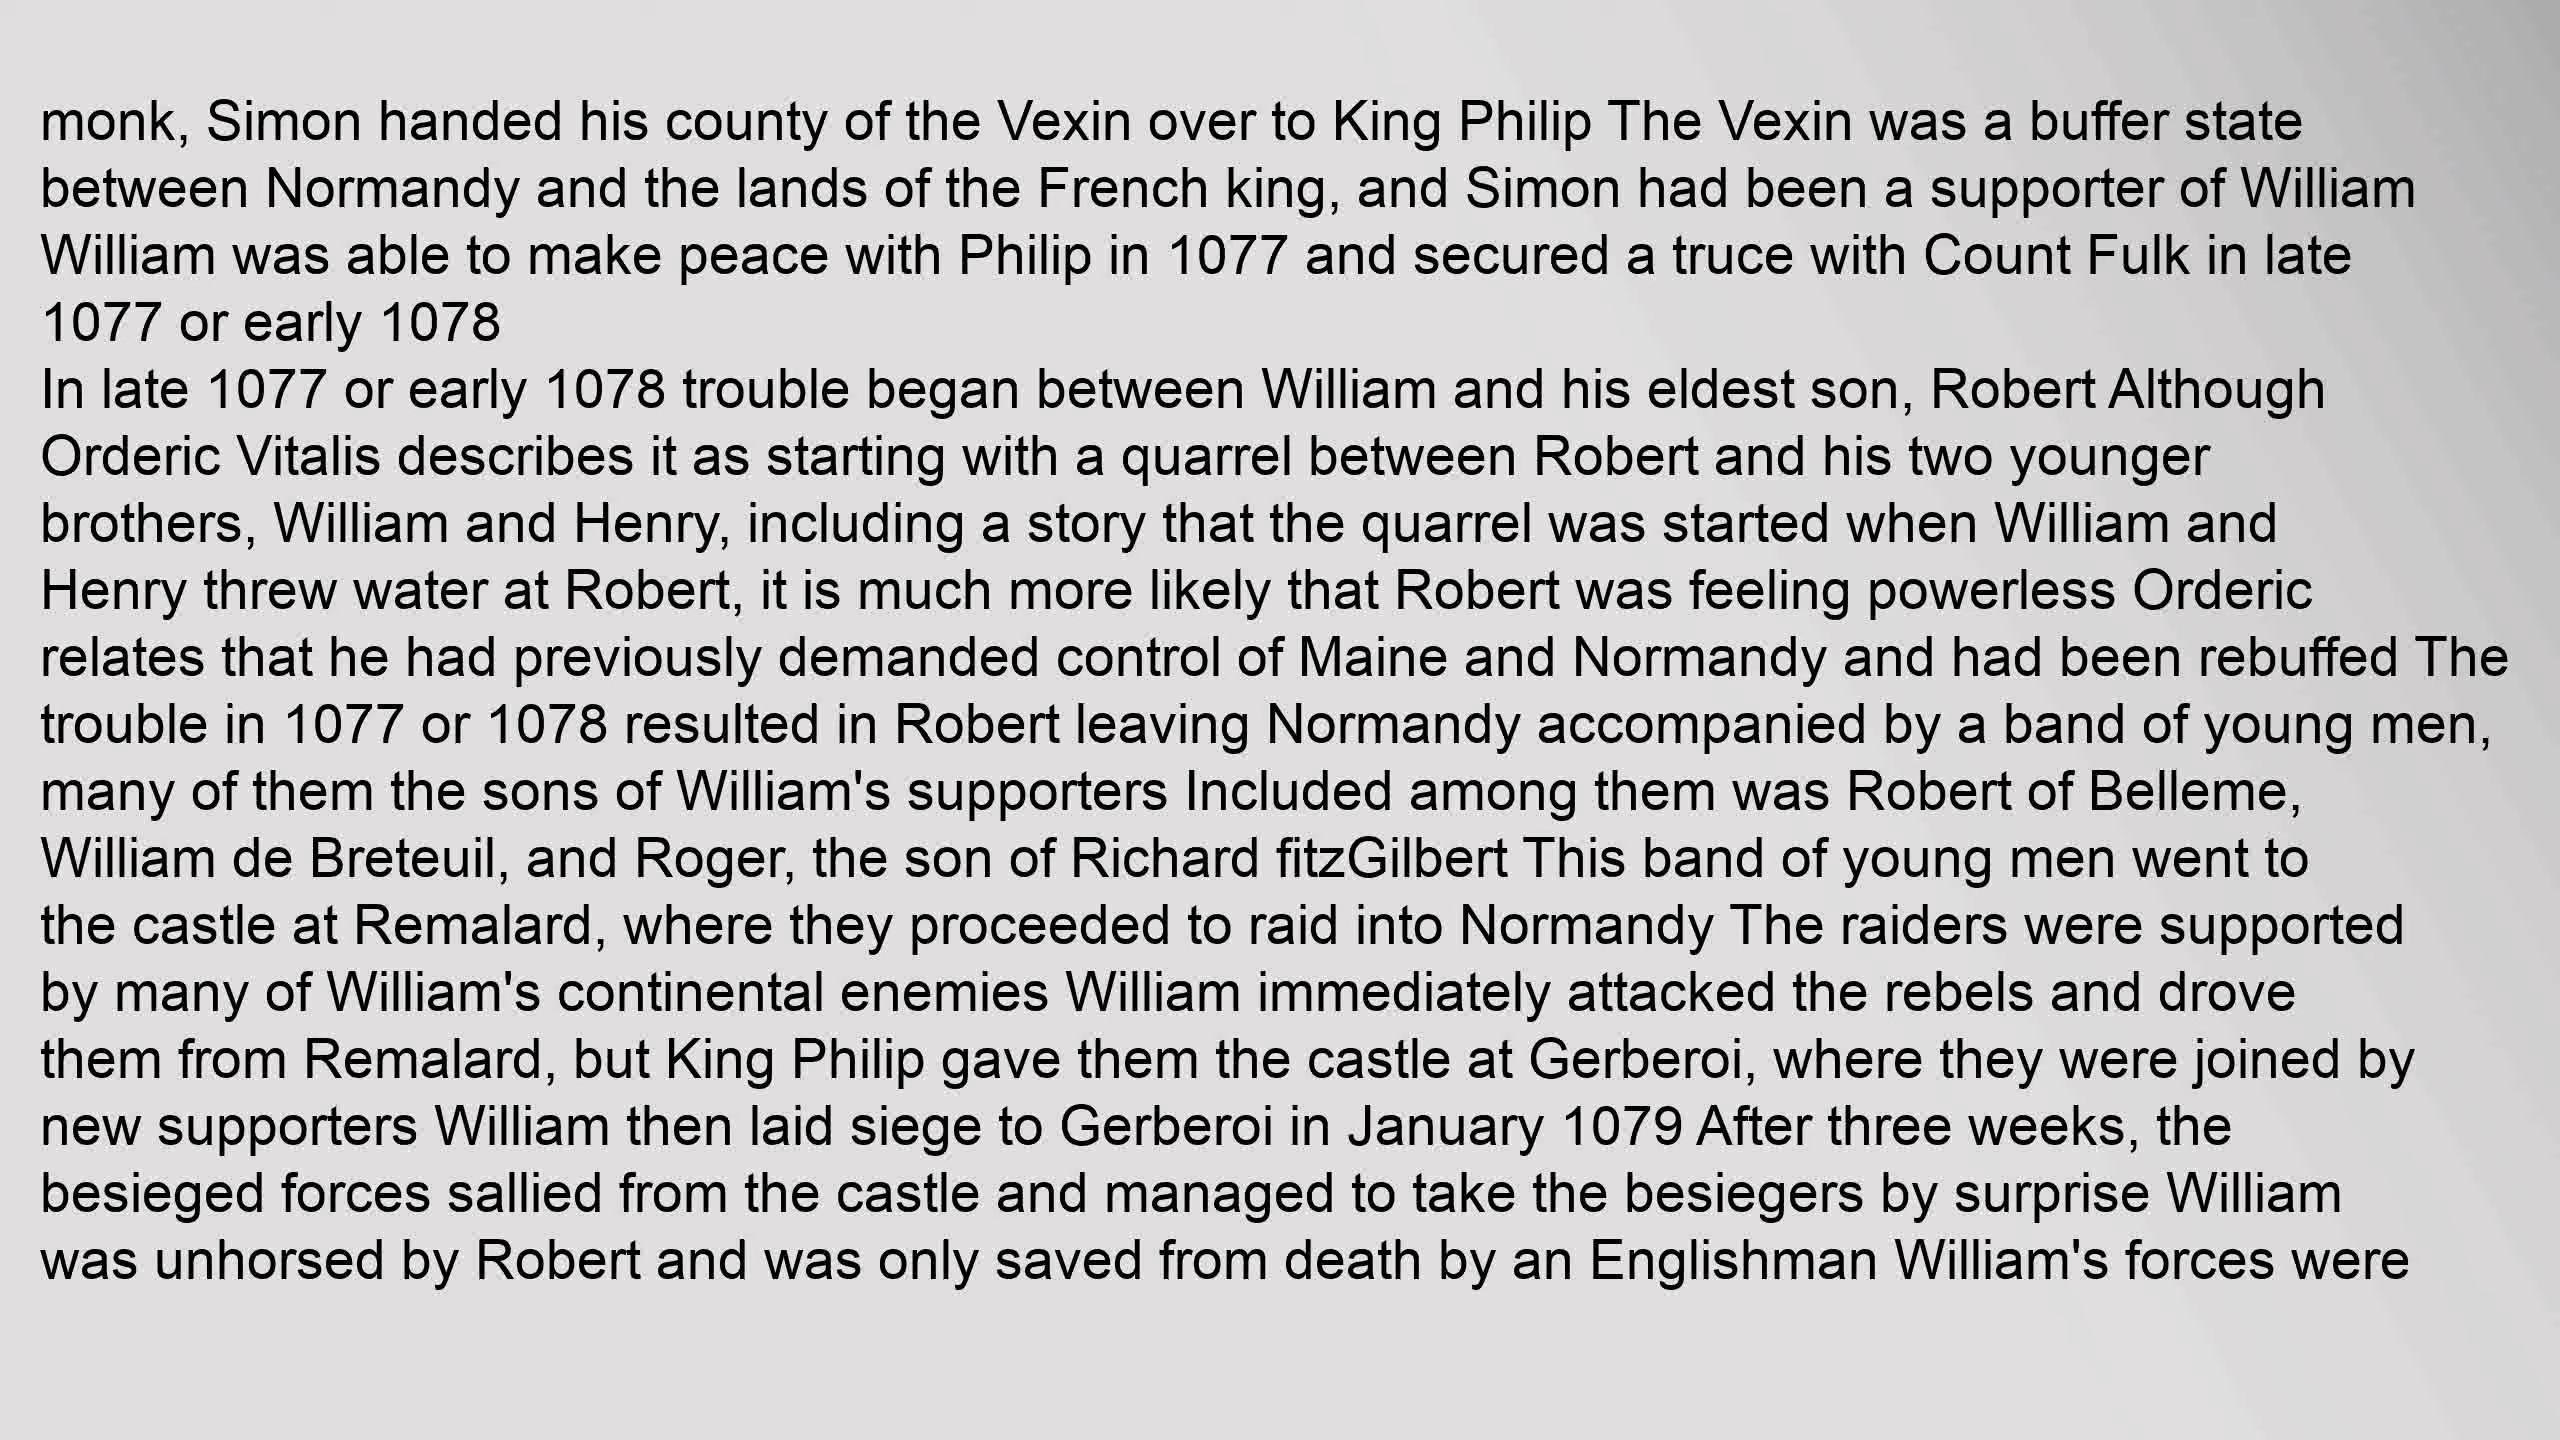 monk, Simon handed his county of the Vexin over to King Philip The Vexin was a buffer state
between Normandy and the lands of the French king, and Simon had been a supporter of William
William was able to make peace with Philip in 1077 and secured a truce with Count Fulk in late
1077 or early 1078
In late 1077 or early 1078 trouble began between William and his eldest son, Robert Although
Orderic Vitalis describes it as starting with a quarrel between Robert and his two younger
brothers, William and Henry, including a story that the quarrel was started when William and
Henry threw water at Robert, it is much more likely that Robert was feeling powerless Orderic
relates that he had previously demanded control of Maine and Normandy and had been rebuffed The
trouble in 1077 or 1078 resulted in Robert leaving Normandy accompanied by a band of young men,
many of them the sons of William's supporters Included among them was Robert of Belleme,
William de Breteuil, and Roger, the son of Richard fitzGilbert This band of young men went to
the castle at Remalard, where they proceeded to raid into Normandy The raiders were supported
by many of William's continental enemies William immediately attacked the rebels and drove
them from Remalard, but King Philip gave them the castle at Gerberoi, where they were joined by
new supporters William then laid siege to Gerberoi in January 1079 After three weeks, the
besieged forces sallied from the castle and managed to take the besiegers by surprise William
was unhorsed by Robert and was only saved from death by an Englishman William's forces were